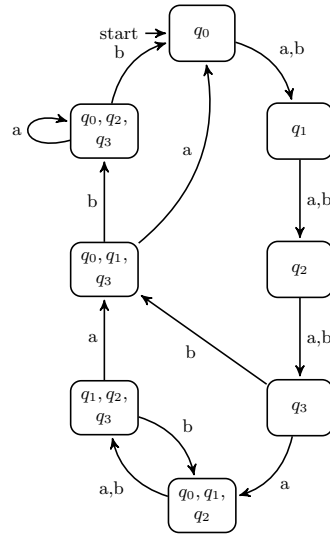 start
b
q₀
a,b
a
q₀, q₂,
q₃
q₁
a
b
a,b
q₀, q₁,
q₃
q₂
a,b
a
b
q₁, q₂,
q₃
q₃
b
a
a,b
q₀, q₁,
q₂